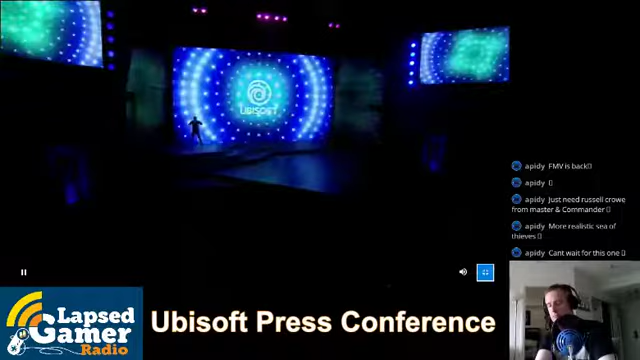 UBISOFT
apidy FMV is back
apidy
apidy Just need russell crowe
from master & Commander
apidy More realistic sea of
thieves
apidy Cant wait for this one
Lapsed
Gamer
Radio
Ubisoft Press Conference